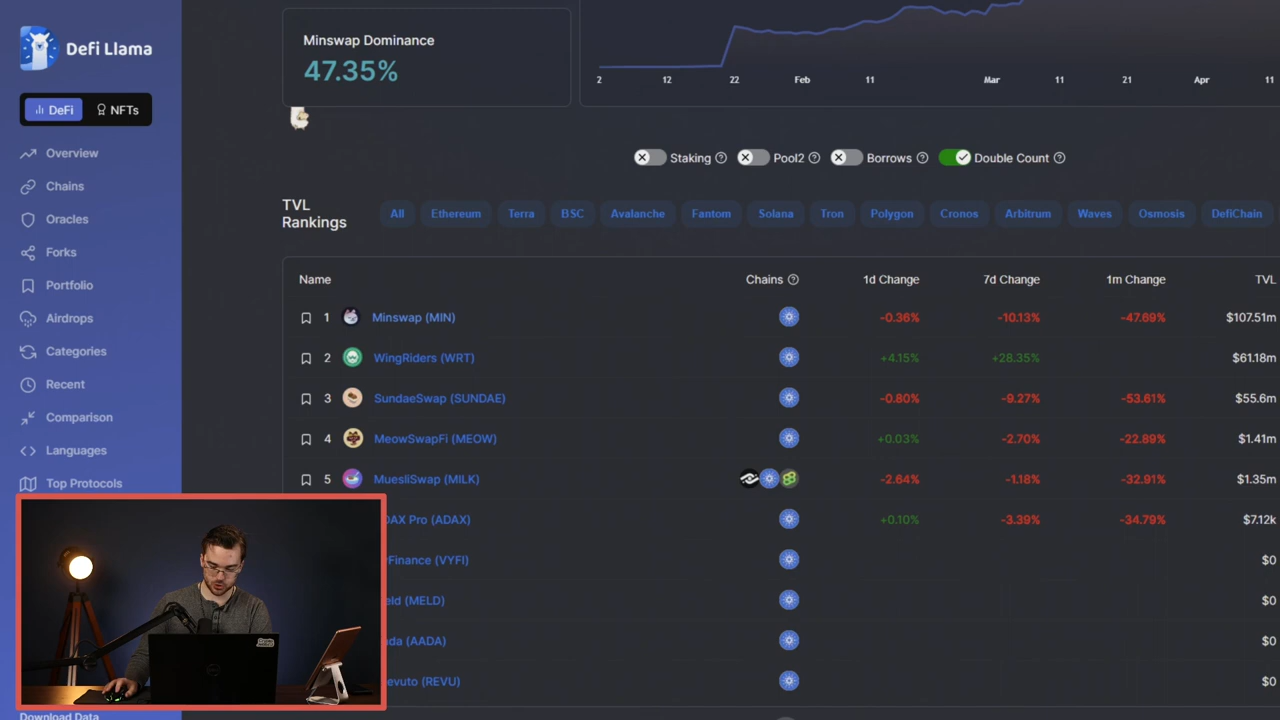 Defi Llama
DeFi
NFTs
Overview
Chains
Oracles
Forks
Portfolio
Airdrops
Categories
Recent
Comparison
Languages
Top Protocols
Download Data
Minswap Dominance
47.35%
2 12 22 Feb 11 Mar 11 21 Apr 11
Staking Pool2 Borrows Double Count
TVL
Rankings
All Ethereum Terra BSC Avalanche Fantom Solana Tron Polygon Cronos Arbitrum Waves Osmosis DefiChain
Name Chains 1d Change 7d Change 1m Change TVL
1 Minswap (MIN) -0.36% -10.13% -47.69% $107.51m
2 WingRiders (WRT) +4.15% +28.35% $61.18m
3 SundaeSwap (SUNDAE) -0.80% -9.27% -53.61% $55.6m
4 MeowSwapFi (MEOW) +0.03% -2.70% -22.89% $1.41m
5 MuesliSwap (MILK) -2.64% -1.18% -32.91% $1.35m
DAX Pro (ADAX) +0.10% -3.39% -34.79% $7.12k
Finance (VYFI) $0
eld (MELD) $0
da (AADA) $0
evuto (REVU) $0